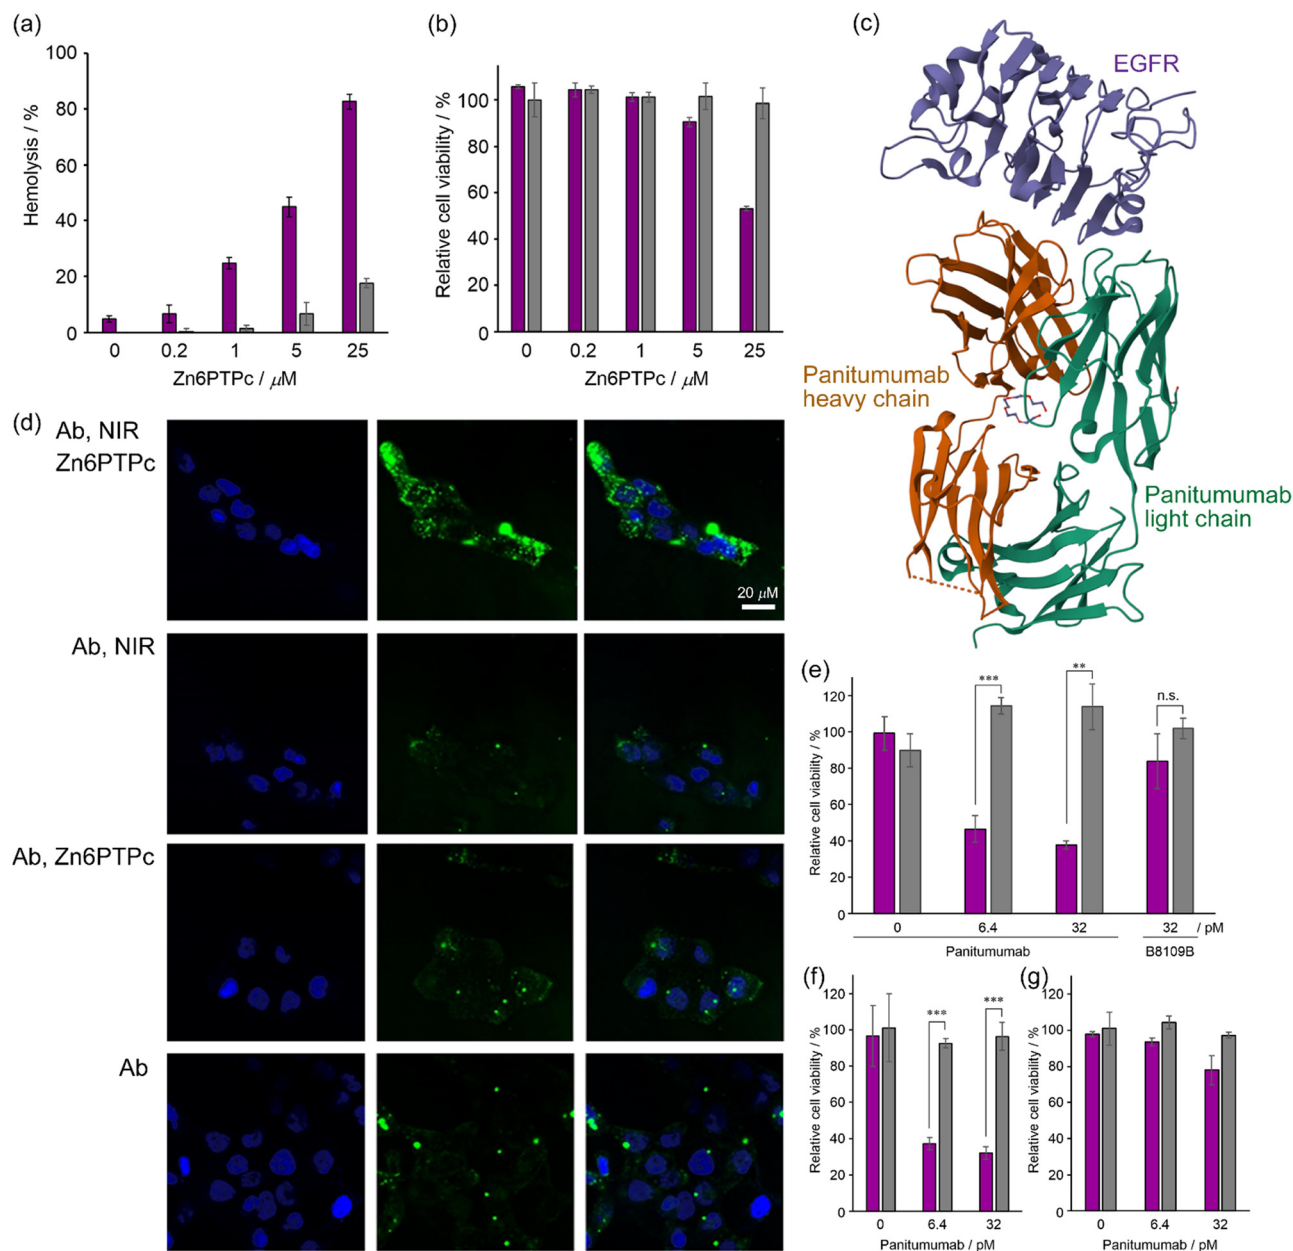 (a)
100
80
60
40
20
0
Hemolysis / %
0 0.2 1 5 25
Zn6PTPc / μM
(b)
100
80
60
40
20
0
Relative cell viability / %
0 0.2 1 5 25
Zn6PTPc / μM
(c)
EGFR
Panitumumab
heavy chain
Panitumumab
light chain
(d)
Ab, NIR
Zn6PTPc
20 μM
Ab, NIR
Ab, Zn6PTPc
Ab
(e)
120
100
80
60
40
20
0
Relative cell viability / %
***
**
n.s.
0 6.4 32 32 / pM
Panitumumab B8109B
(f)
120
100
80
60
40
20
0
Relative cell viability / %
***
***
0 6.4 32
Panitumumab / pM
(g)
120
100
80
60
40
20
0
Relative cell viability / %
0 6.4 32
Panitumumab / pM